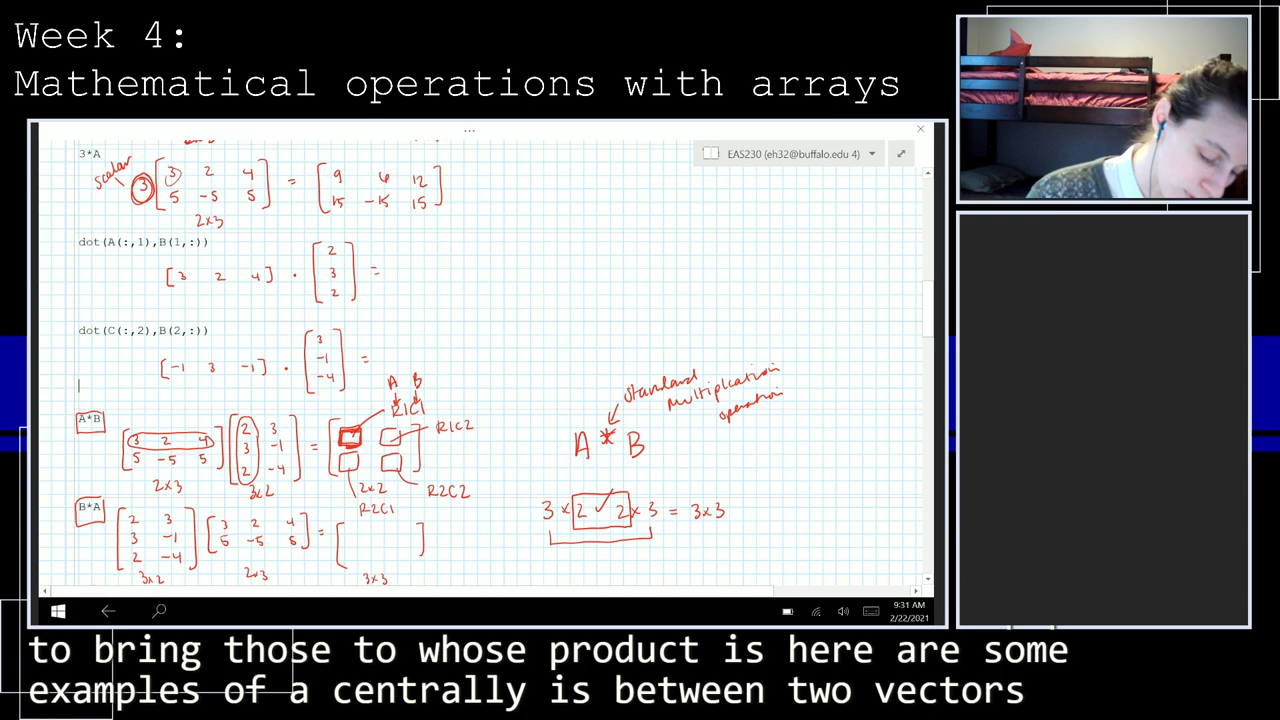 Week 4:
Mathematical operations with arrays
EAS230 (eh32@buffalo.edu 4)
3*A
scalar
3 [3 2 4 = [9 6 12
5 -5 5] 15 -15 15]
2x3
dot(A(:,1),B(1,:))
[3 2 4] · [2 3 2] =
dot(C(:,2),B(2,:))
[-1 3 -1] · [3 -1 -4] =
A B
R1C1
R1C2
A*B
[3 2 4 [2 3 = [
5 -5 5] 3 -1 ]
2 -4]
2x3 3x2 2x2
R2C1
R2C2
standard multiplication operation
A * B
3x2 ✓ 2x3 = 3x3
B*A
[2 3 [3 2 4 = [ ]
3 -1 5 -5 5]
2 -4]
3x2 2x3 3x3
9:31 AM
2/22/2021
to bring those to whose product is here are some
examples of a centrally is between two vectors